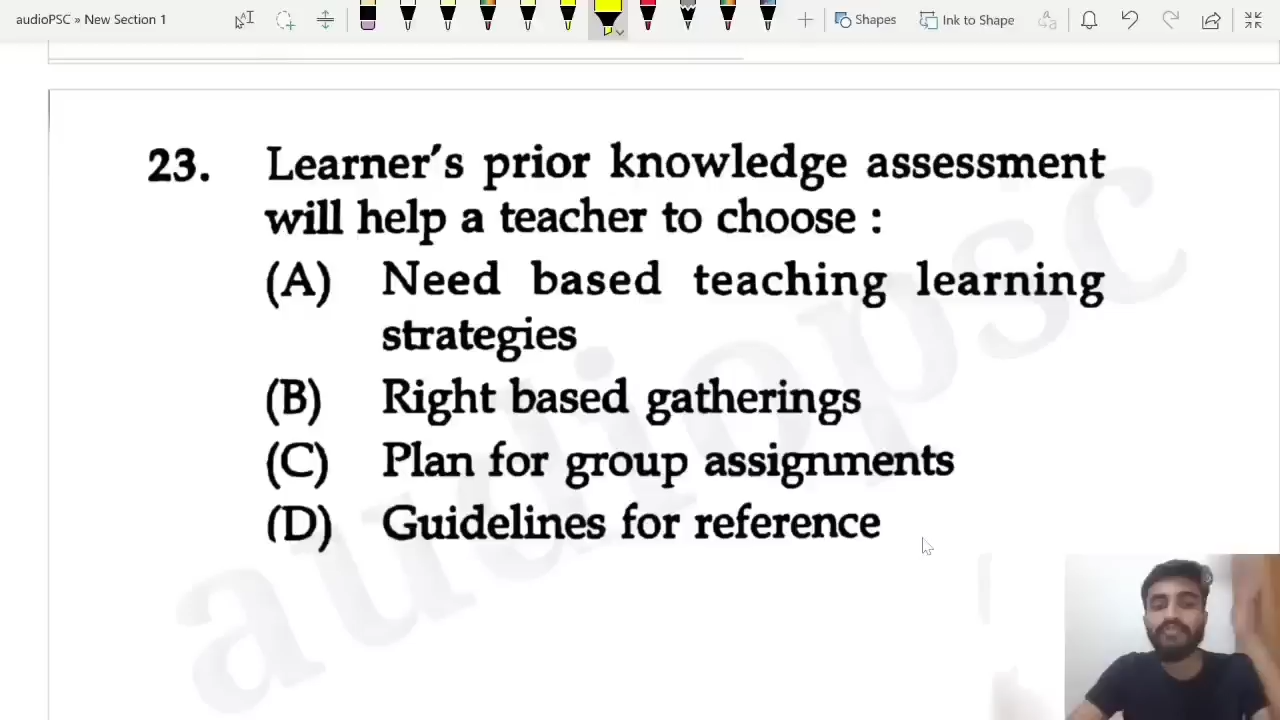 audioPSC » New Section 1
Shapes
Ink to Shape
23. Learner's prior knowledge assessment
will help a teacher to choose :
(A) Need based teaching learning
strategies
(B) Right based gatherings
(C) Plan for group assignments
(D) Guidelines for reference
audiopsc